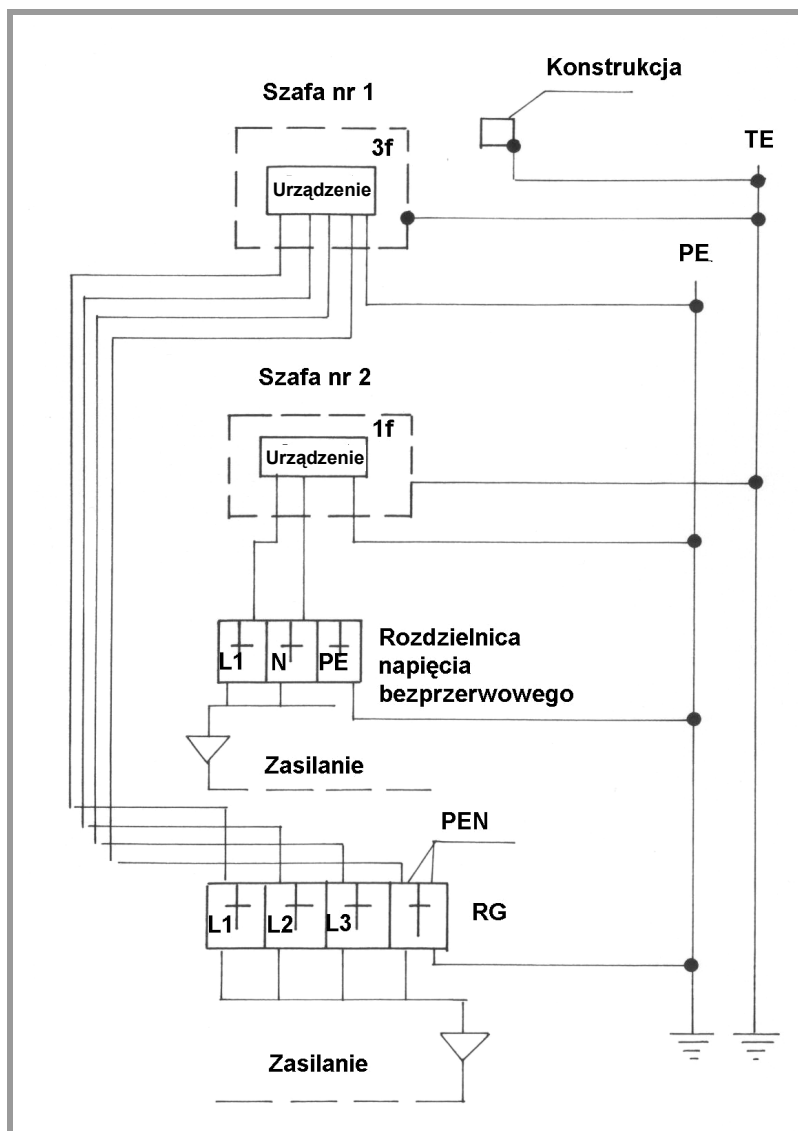 Konstrukcja
Szafa nr 1
TE
3f
Urządzenie
PE
Szafa nr 2
1f
Urządzenie
L1 N PE
Rozdzielnica
napięcia
bezprzerwowego
Zasilanie
PEN
L1 L2 L3
RG
Zasilanie